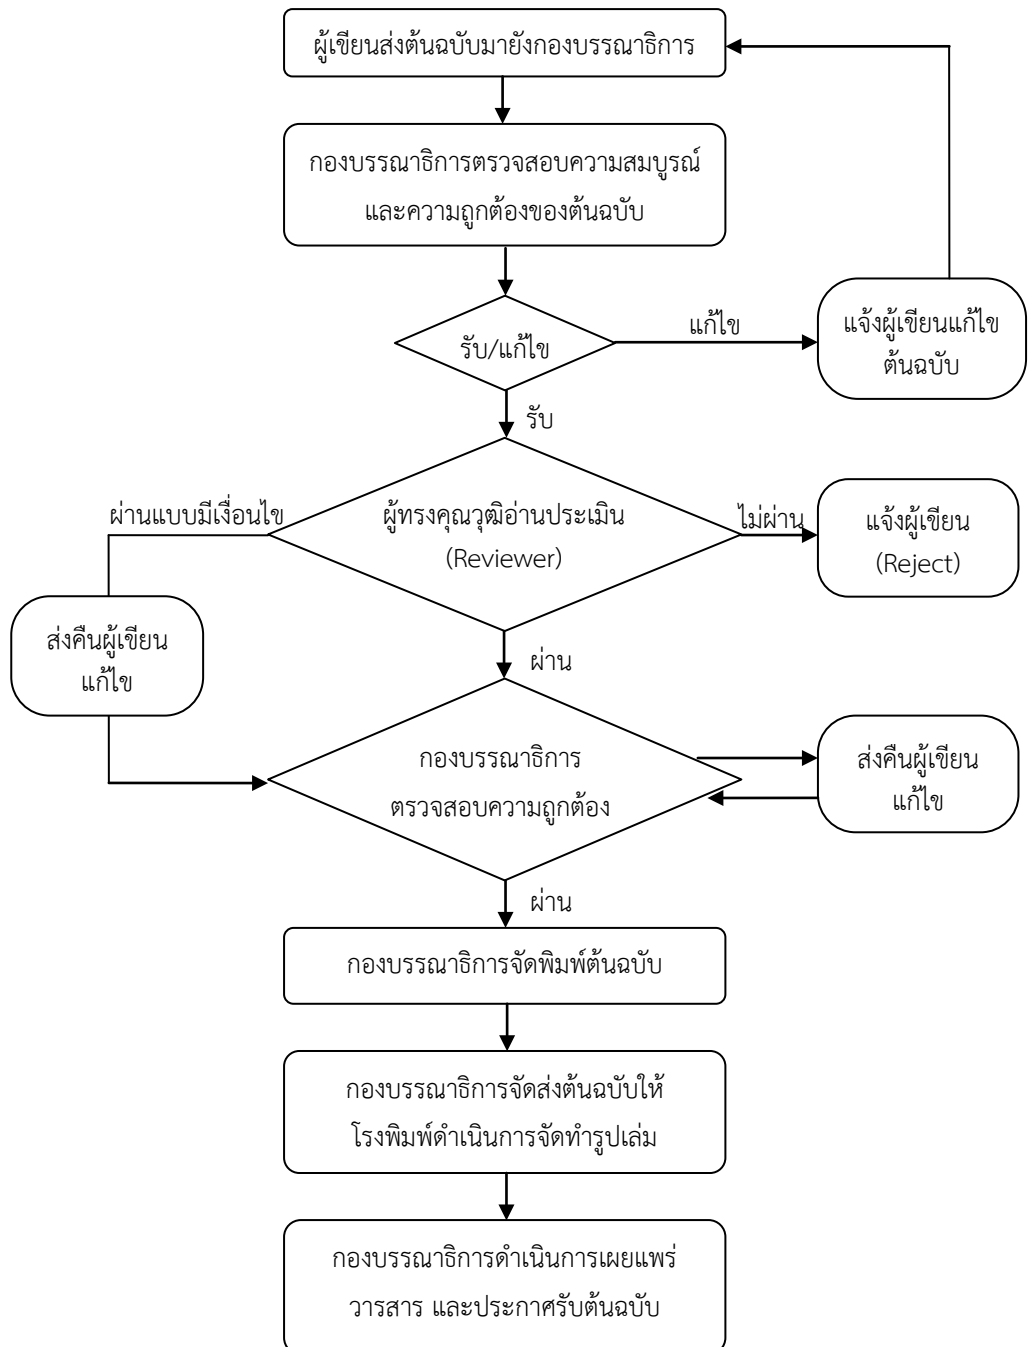 ผู้เขียนส่งต้นฉบับมายังกองบรรณาธิการ
กองบรรณาธิการตรวจสอบความสมบูรณ์
และความถูกต้องของต้นฉบับ
รับ/แก้ไข
แก้ไข
แจ้งผู้เขียนแก้ไข
ต้นฉบับ
รับ
ผ่านแบบมีเงื่อนไข
ผู้ทรงคุณวุฒิอ่านประเมิน
(Reviewer)
ไม่ผ่าน
แจ้งผู้เขียน
(Reject)
ส่งคืนผู้เขียน
แก้ไข
ผ่าน
กองบรรณาธิการ
ตรวจสอบความถูกต้อง
ส่งคืนผู้เขียน
แก้ไข
ผ่าน
กองบรรณาธิการจัดพิมพ์ต้นฉบับ
กองบรรณาธิการจัดส่งต้นฉบับให้
โรงพิมพ์ดำเนินการจัดทำรูปเล่ม
กองบรรณาธิการดำเนินการเผยแพร่
วารสาร และประกาศรับต้นฉบับ